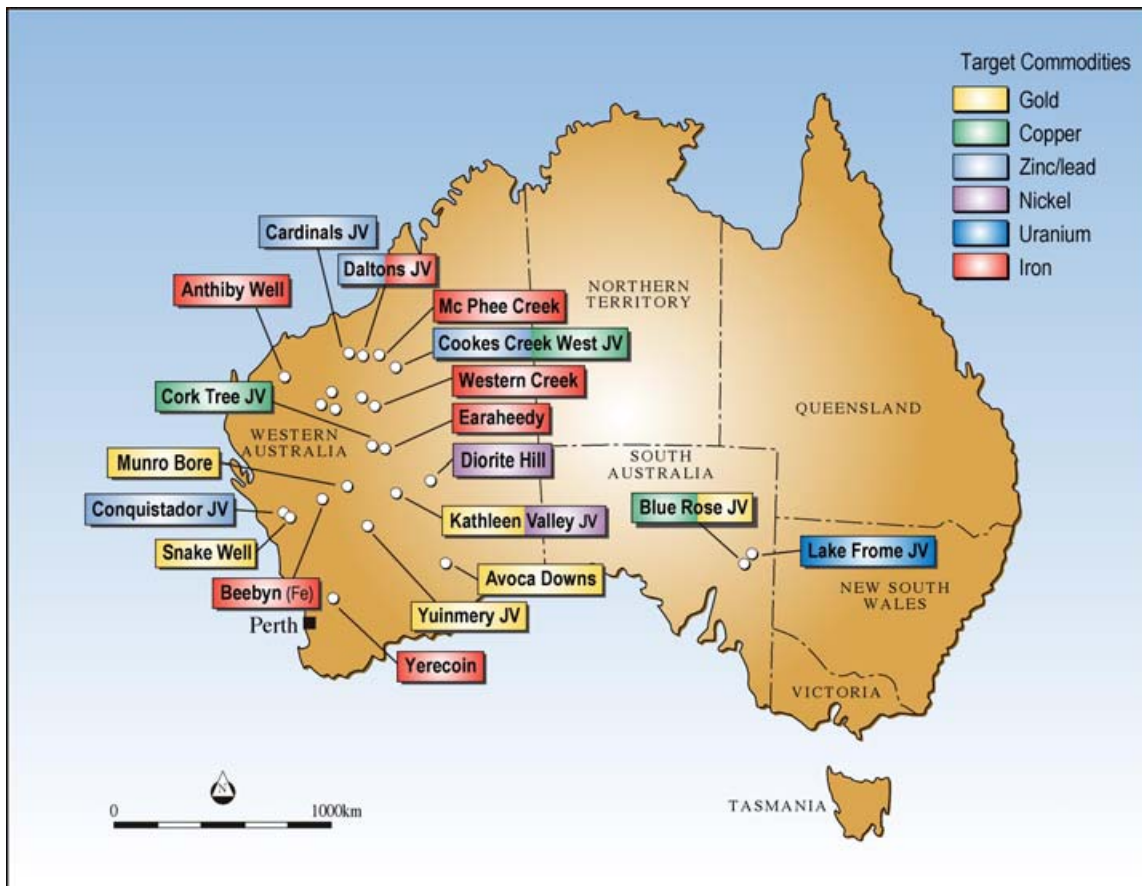 Target Commodities
Gold
Copper
Zinc/lead
Nickel
Uranium
Iron
Cardinals JV
Daltons JV
Anthiby Well
Mc Phee Creek
NORTHERN
TERRITORY
Cookes Creek West JV
Western Creek
Cork Tree JV
QUEENSLAND
Earaheedy
WESTERN
AUSTRALIA
Munro Bore
Diorite Hill
SOUTH
AUSTRALIA
Conquistador JV
Blue Rose JV
Kathleen Valley JV
Snake Well
Lake Frome JV
Avoca Downs
Beebyn (Fe)
NEW SOUTH
WALES
Yuinmery JV
Perth
Yerecoin
VICTORIA
N
0
1000km
TASMANIA